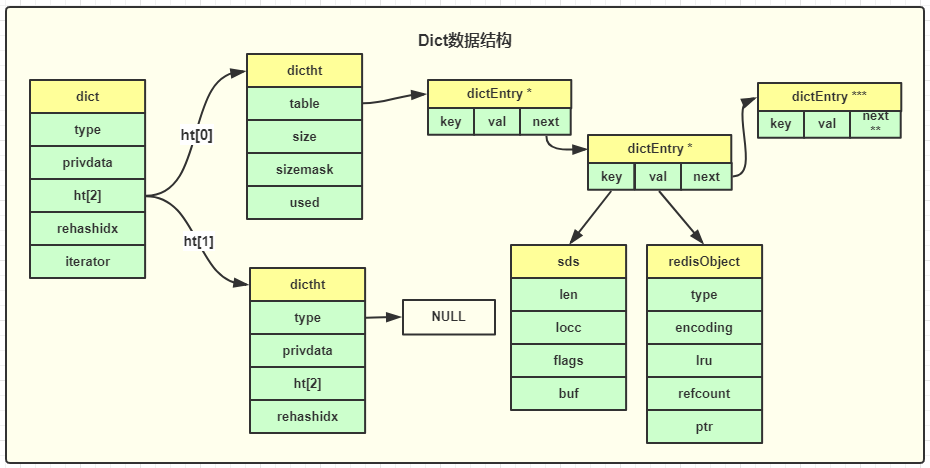 Dict数据结构
dict
type
privdata
ht[2]
rehashidx
iterator
ht[0]
ht[1]
dictht
table
size
sizemask
used
dictht
type
privdata
ht[2]
rehashidx
NULL
dictEntry *
key val next
dictEntry *
key val next
dictEntry ***
key val next
**
sds
len
locc
flags
buf
redisObject
type
encoding
lru
refcount
ptr